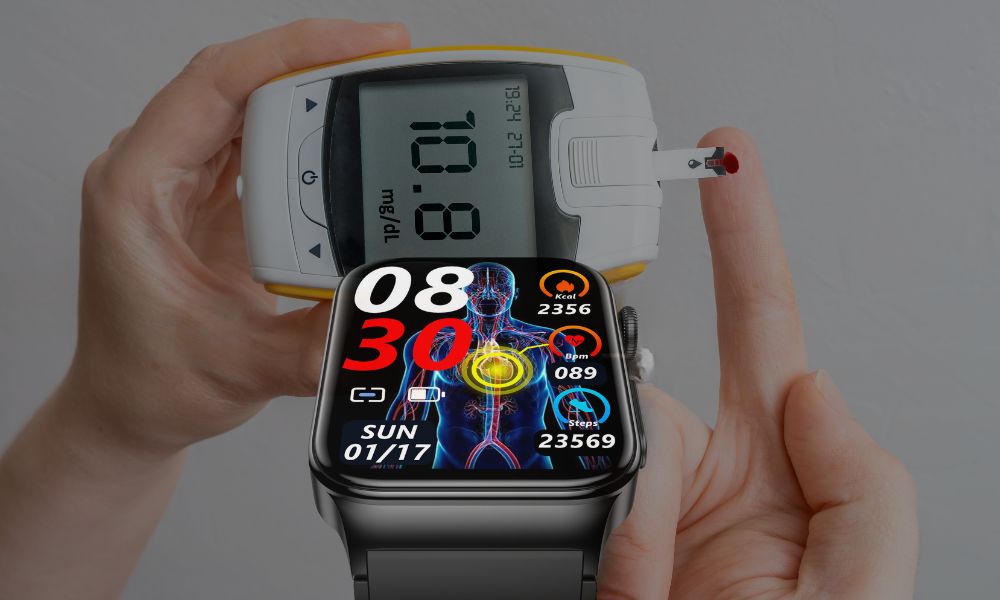 19:24 27-01
10.8
mg/dL
08
30
SUN
01/17
Kcal
2356
Bpm
089
Steps
23569